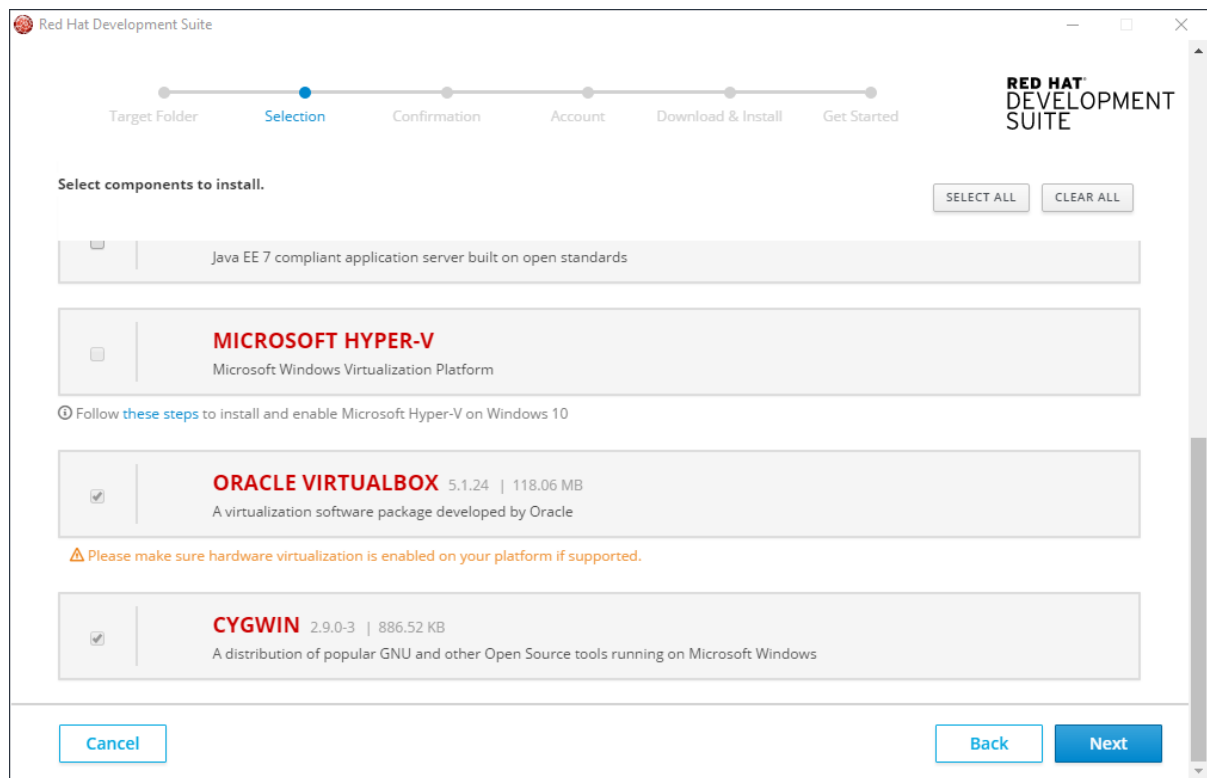 Red Hat Development Suite
RED HAT®
DEVELOPMENT
SUITE
Target Folder
Selection
Confirmation
Account
Download & Install
Get Started
Select components to install.
SELECT ALL
CLEAR ALL
Java EE 7 compliant application server built on open standards
MICROSOFT HYPER-V
Microsoft Windows Virtualization Platform
Follow these steps to install and enable Microsoft Hyper-V on Windows 10
ORACLE VIRTUALBOX 5.1.24 | 118.06 MB
A virtualization software package developed by Oracle
Please make sure hardware virtualization is enabled on your platform if supported.
CYGWIN 2.9.0-3 | 886.52 KB
A distribution of popular GNU and other Open Source tools running on Microsoft Windows
Cancel
Back
Next